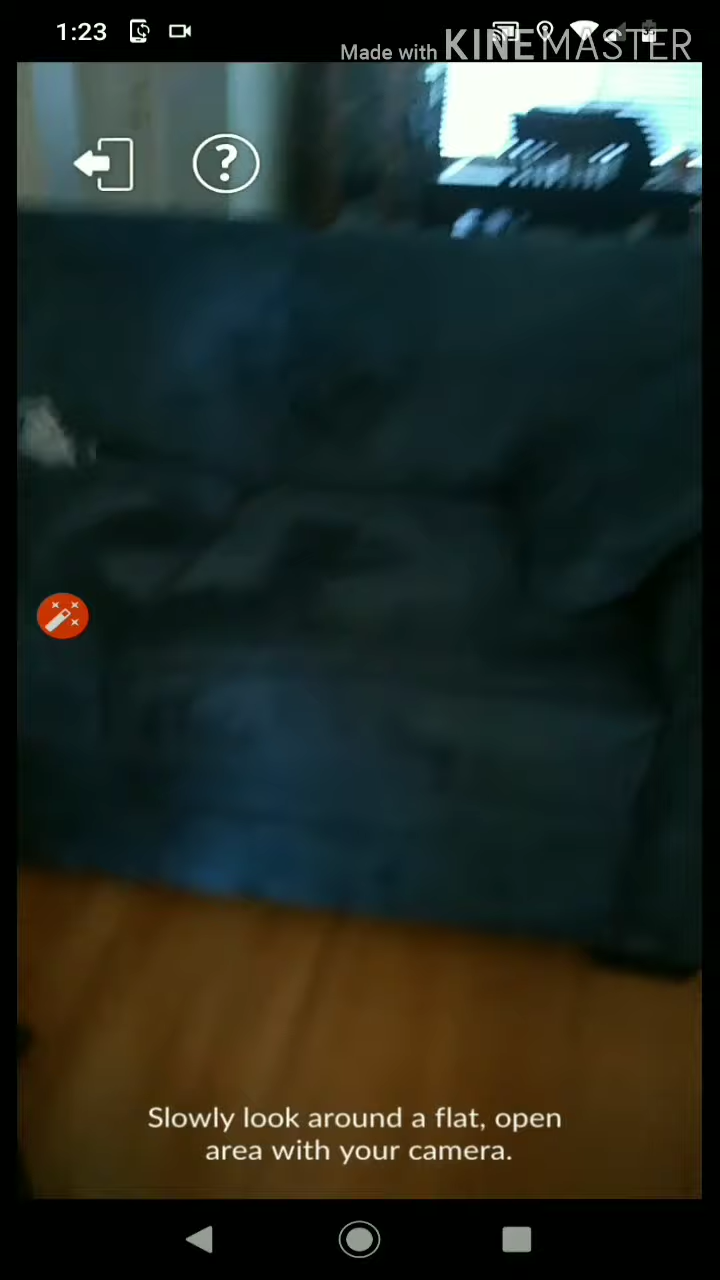 1:23
Made with KINEMASTER
?
Slowly look around a flat, open
area with your camera.